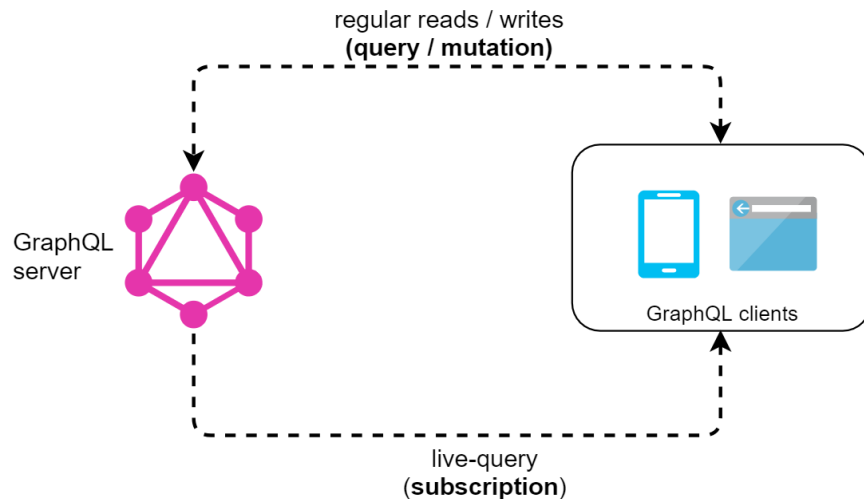 regular reads / writes
(query / mutation)
GraphQL
server
GraphQL clients
live-query
(subscription)